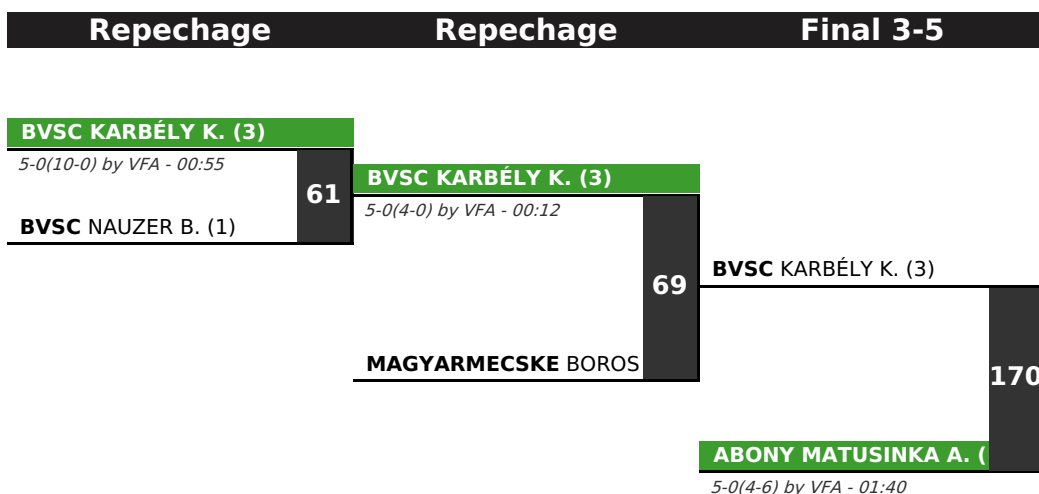 Repechage Repechage Final 3-5
BVSC KARBÉLY K. (3)
5-0(10-0) by VFA - 00:55
61
BVSC NAUZER B. (1)
BVSC KARBÉLY K. (3)
5-0(4-0) by VFA - 00:12
69
MAGYARMECSKE BOROS
BVSC KARBÉLY K. (3)
170
ABONY MATUSINKA A. (
5-0(4-6) by VFA - 01:40